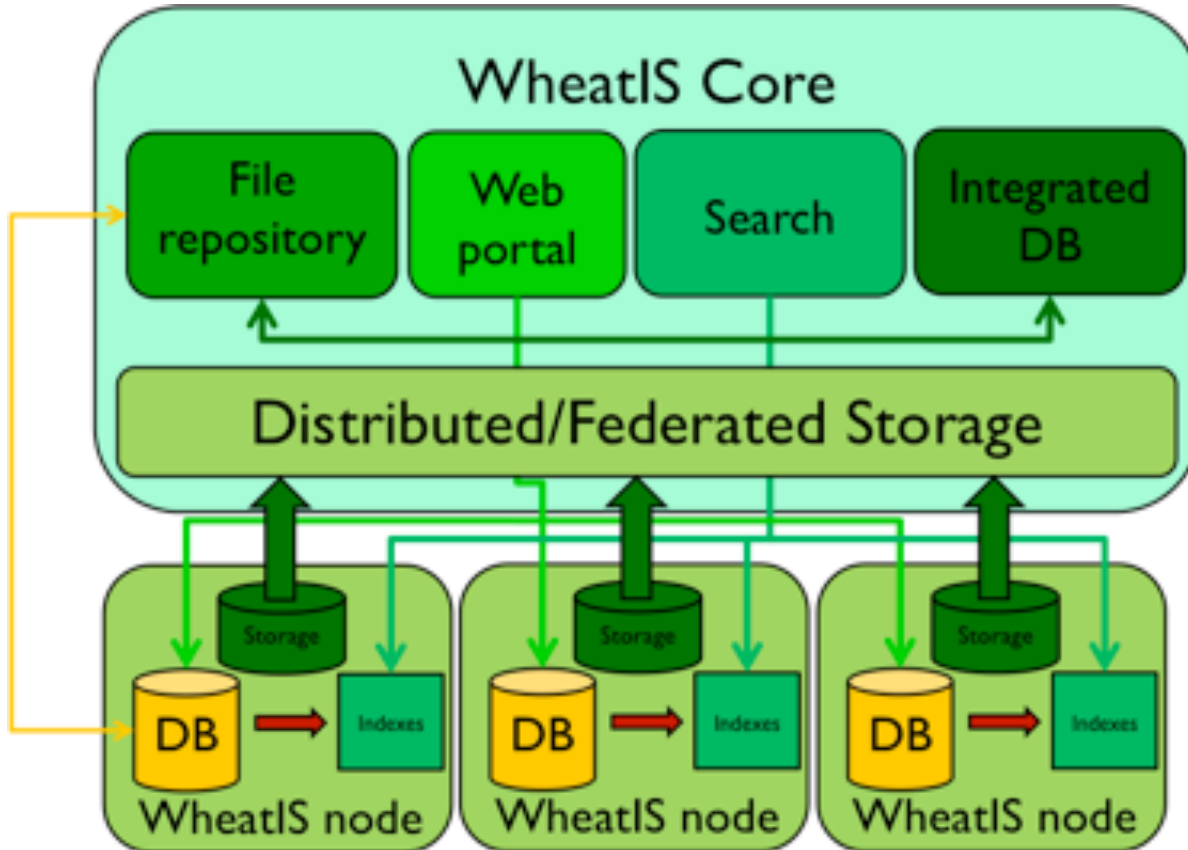 WheatIS Core
File
repository
Web
portal
Search
Integrated
DB
Distributed/Federated Storage
Storage
DB
Indexes
WheatIS node
Storage
DB
Indexes
WheatIS node
Storage
DB
Indexes
WheatIS node